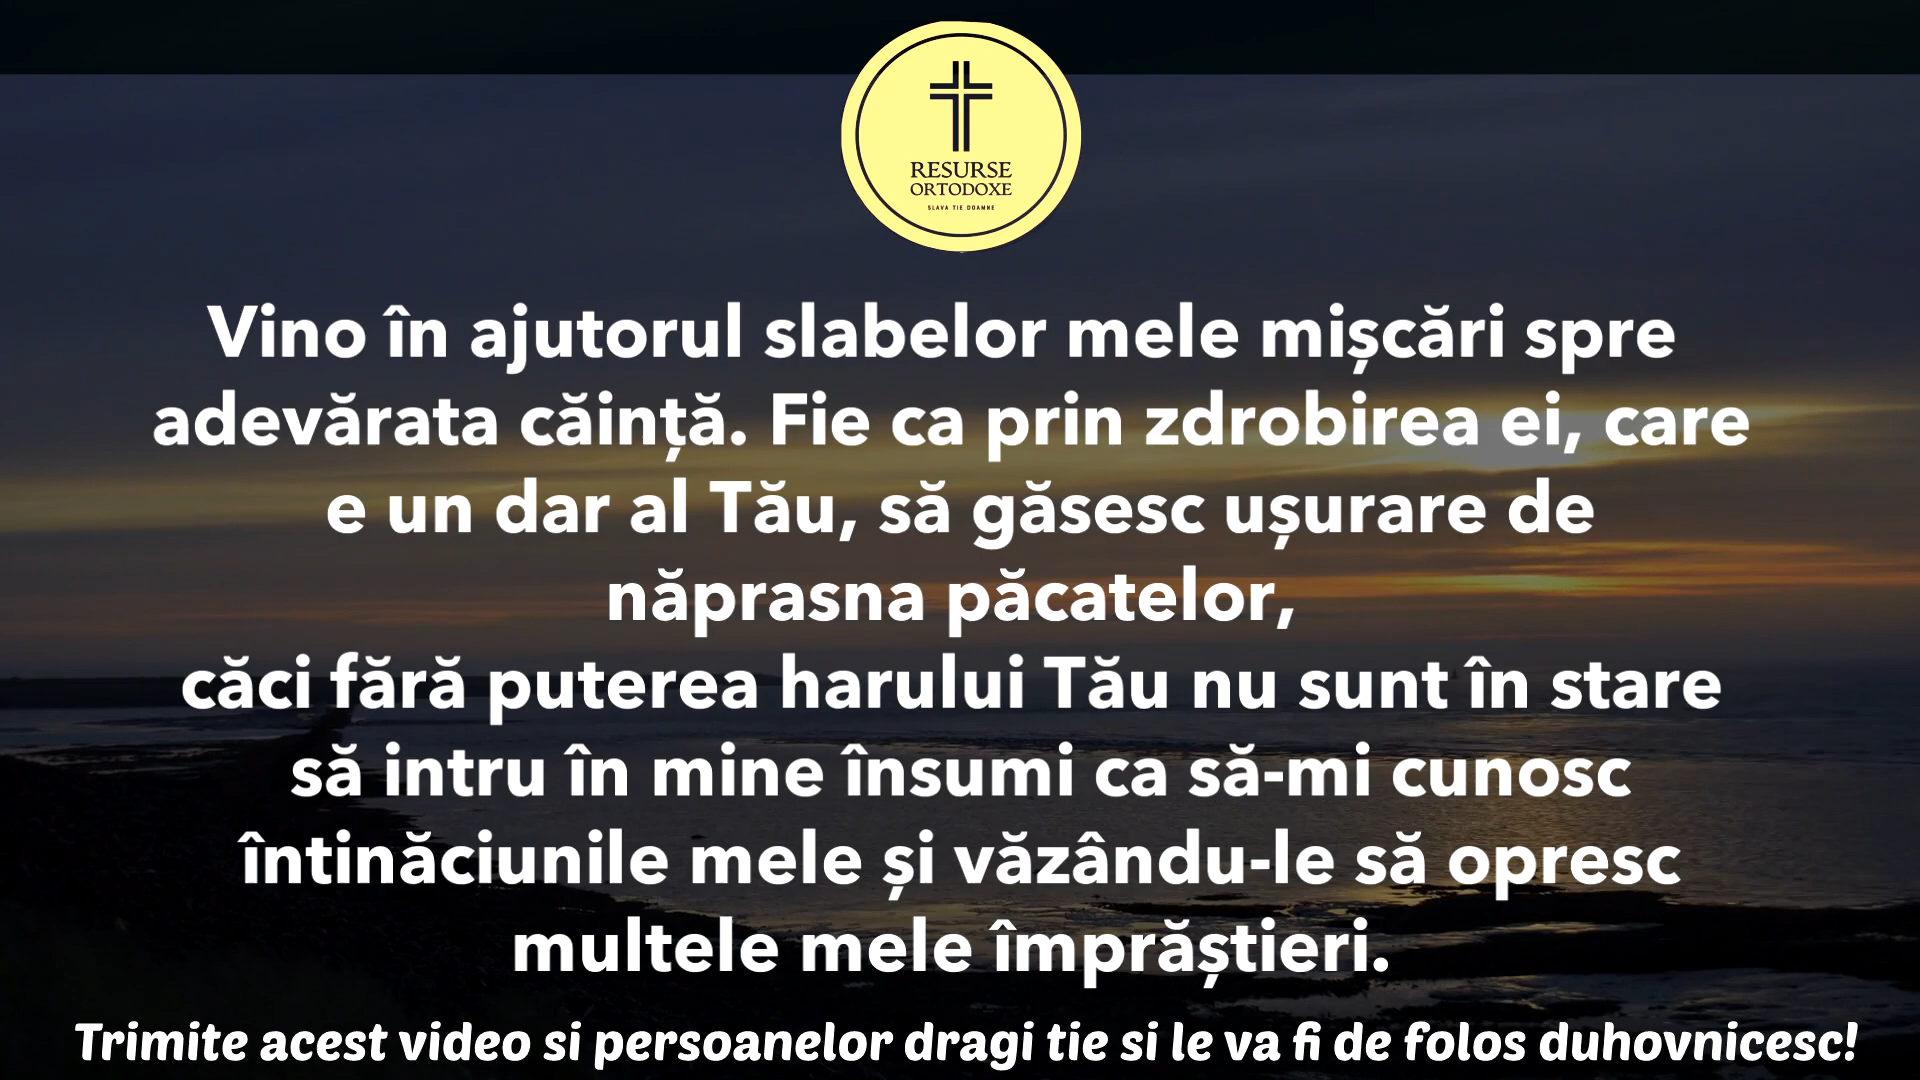 RESURSE
ORTODOXE
SLAVA TIE DOAMNE
Vino în ajutorul slabelor mele mișcări spre
adevărata căință. Fie ca prin zdrobirea ei, care
e un dar al Tău, să găsesc ușurare de
năprasna păcatelor,
căci fără puterea harului Tău nu sunt în stare
să intru în mine însumi ca să-mi cunosc
întinăciunile mele și văzându-le să opresc
multele mele împrăștieri.
Trimite acest video si persoanelor dragi tie si le va fi de folos duhovnicesc!